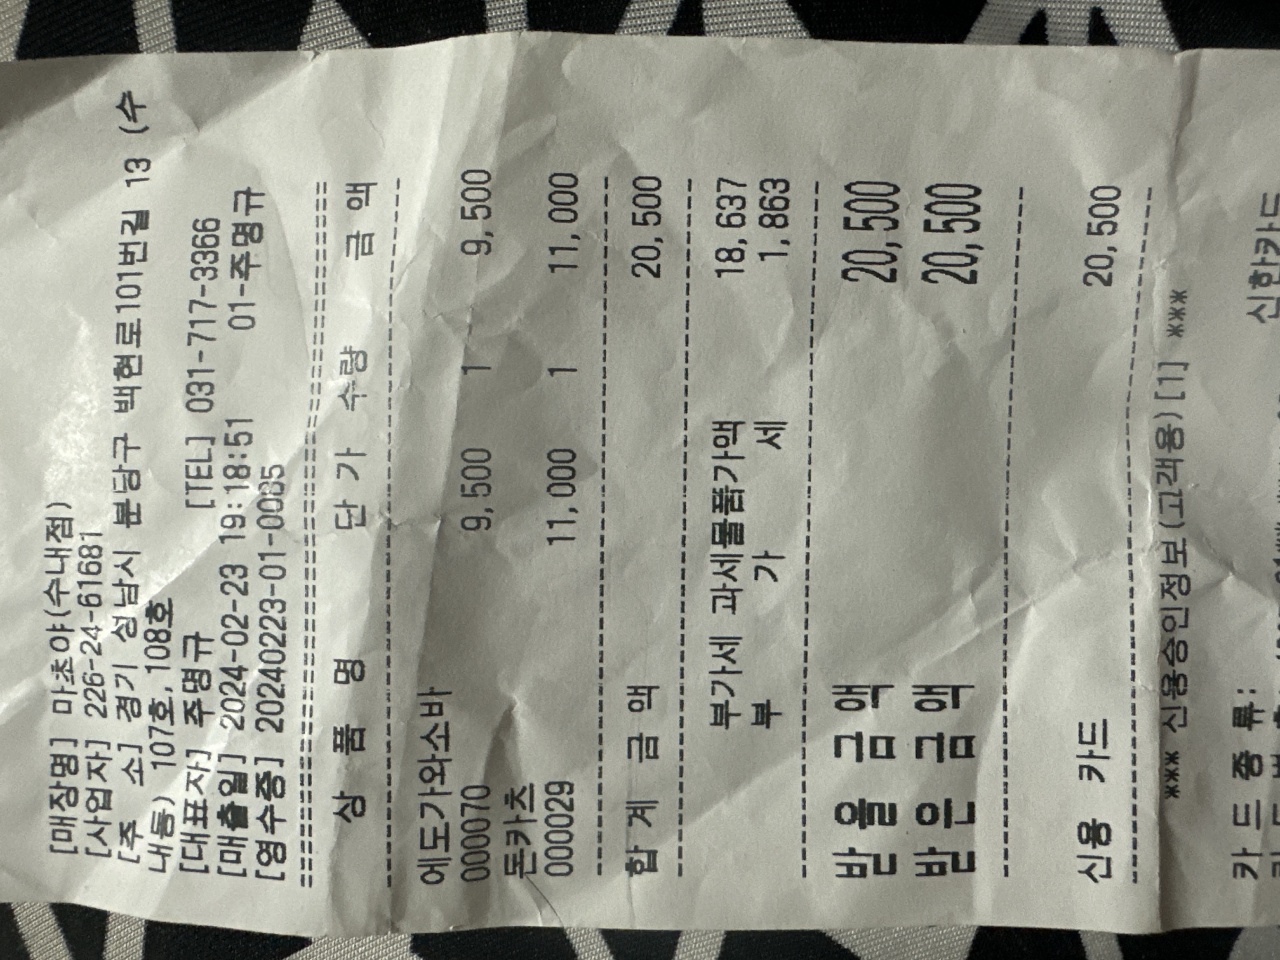 [매장명] 마초야(수내점)
[사업자] 226-24-61681
[주 소] 경기 성남시 분당구 백현로101번길 13 (수
내동) 107호,108호
[대표자] 주명규 [TEL] 031-717-3366
[매출일] 2024-02-23 19:18:51 01-주명규
[영수증] 20240223-01-0085
========================================
상 품 명 단 가 수량 금 액
----------------------------------------
에도가와소바
000070 9,500 1 9,500
돈카츠
000029 11,000 1 11,000
----------------------------------------
합 계 금 액 20,500
----------------------------------------
부가세 과세물품가액 18,637
부 가 세 1,863
----------------------------------------
받 을 금 액 20,500
받 은 금 액 20,500
----------------------------------------
신용 카드 20,500
----------------------------------------
*** 신용승인정보(고객용) [1] ***
카 드 종 류: 신한카드